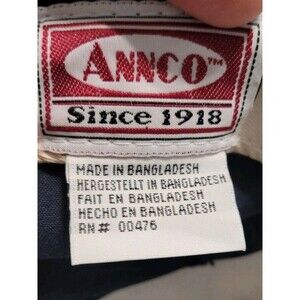 ANNCO™
Since 1918
MADE IN BANGLADESH
HERGESTELLT IN BANGLADESH
FAIT EN BANGLADESH
HECHO EN BANGLADESH
RN# 00476